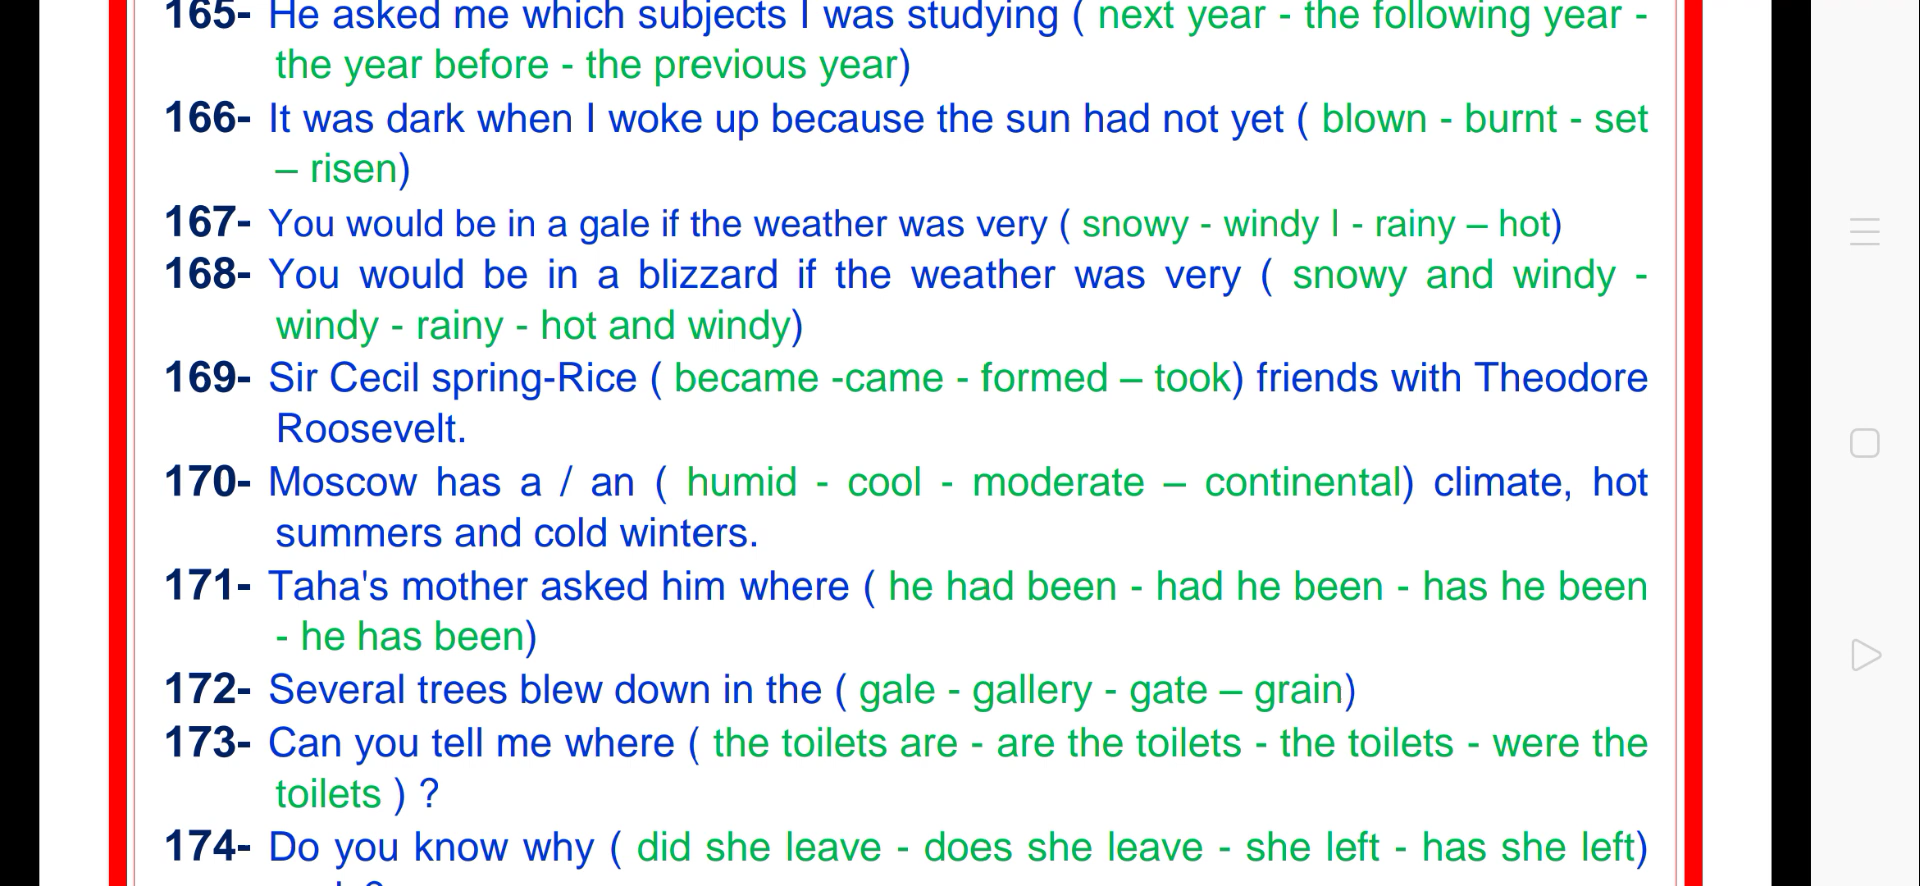 165- He asked me which subjects I was studying ( next year - the following year -
the year before - the previous year)
166- It was dark when I woke up because the sun had not yet ( blown - burnt - set
– risen)
167- You would be in a gale if the weather was very ( snowy - windy l - rainy – hot)
168- You would be in a blizzard if the weather was very ( snowy and windy -
windy - rainy - hot and windy)
169- Sir Cecil spring-Rice ( became -came - formed – took) friends with Theodore
Roosevelt.
170- Moscow has a / an ( humid - cool - moderate – continental) climate, hot
summers and cold winters.
171- Taha's mother asked him where ( he had been - had he been - has he been
- he has been)
172- Several trees blew down in the ( gale - gallery - gate – grain)
173- Can you tell me where ( the toilets are - are the toilets - the toilets - were the
toilets ) ?
174- Do you know why ( did she leave - does she leave - she left - has she left)